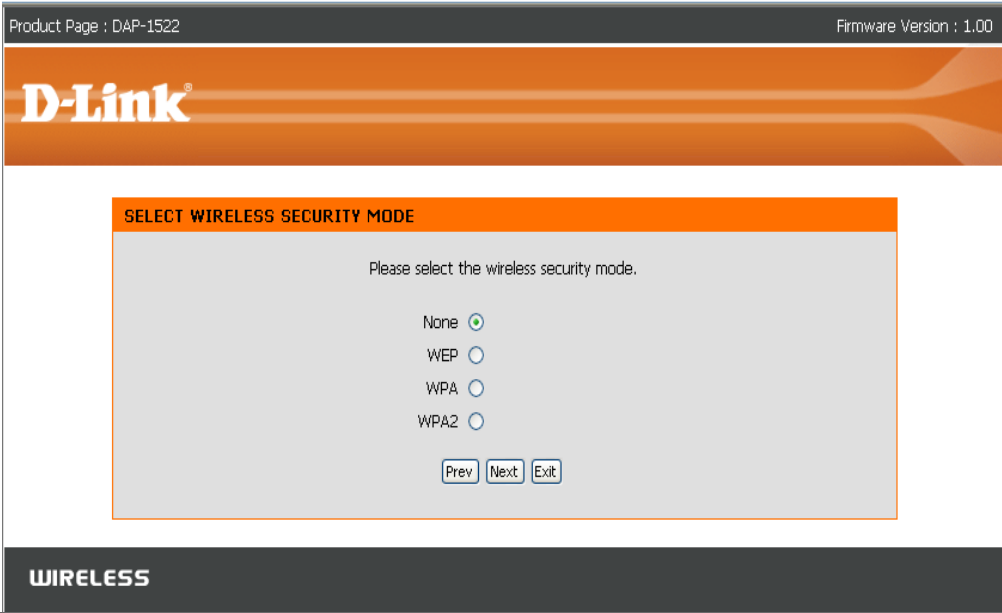 Product Page : DAP-1522 Firmware Version : 1.00
D-Link®
SELECT WIRELESS SECURITY MODE
Please select the wireless security mode.
None
WEP
WPA
WPA2
Prev Next Exit
WIRELESS